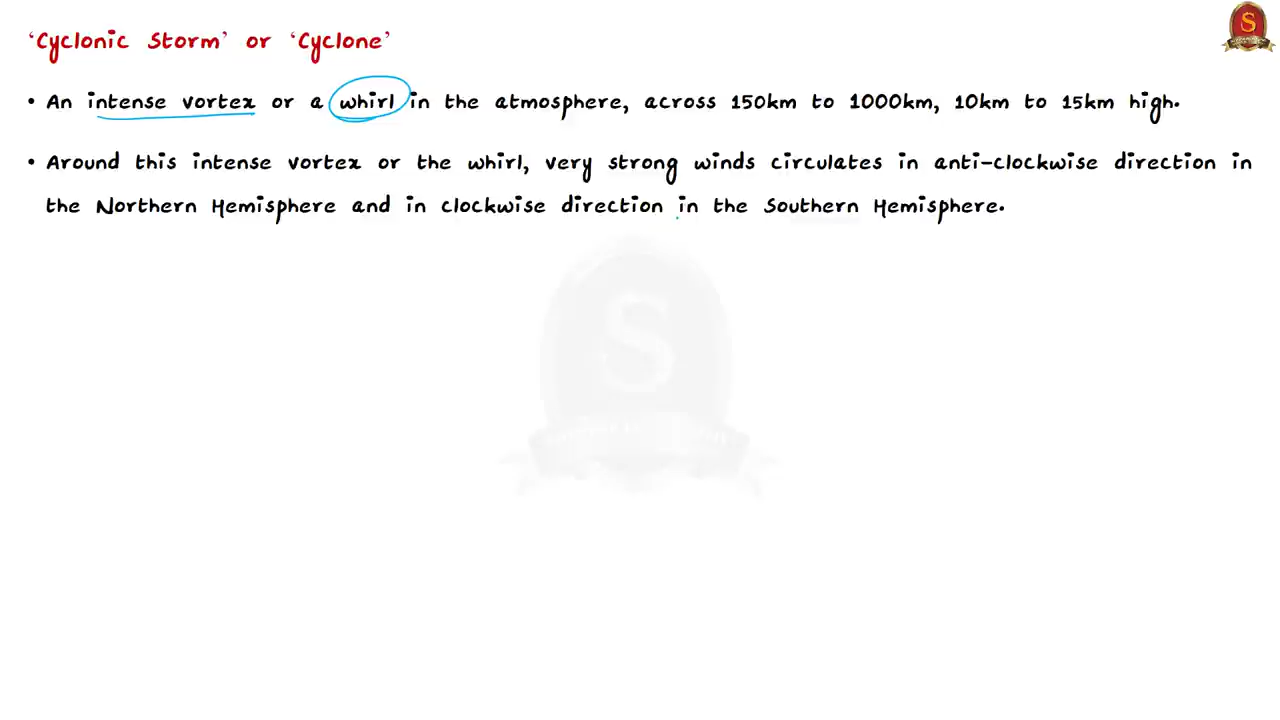 ‘Cyclonic Storm’ or ‘Cyclone’
• An intense vortex or a whirl in the atmosphere, across 150km to 1000km, 10km to 15km high.
• Around this intense vortex or the whirl, very strong winds circulates in anti-clockwise direction in
the Northern Hemisphere and in clockwise direction in the Southern Hemisphere.
S
S